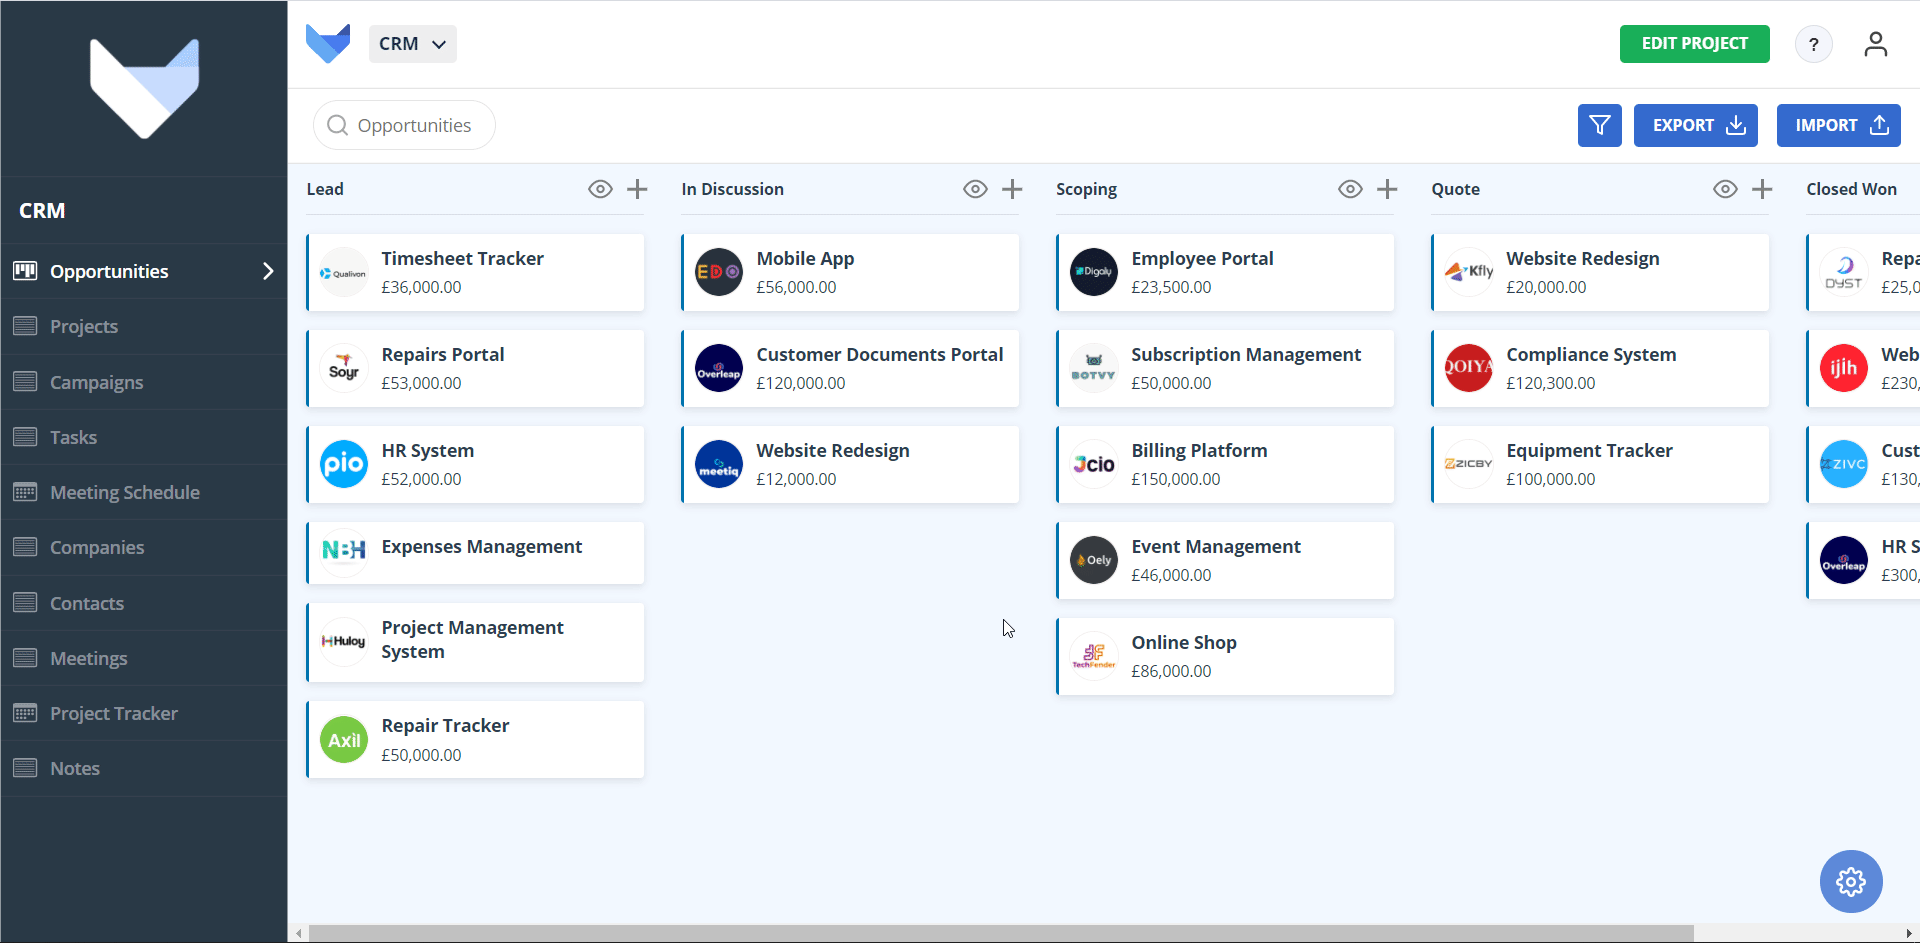 CRM
EDIT PROJECT
?
Opportunities
EXPORT
IMPORT
CRM
Opportunities
Projects
Campaigns
Tasks
Meeting Schedule
Companies
Contacts
Meetings
Project Tracker
Notes
Lead
Qualivon
Timesheet Tracker
£36,000.00
Soyr
Repairs Portal
£53,000.00
pio
HR System
£52,000.00
NBH
Expenses Management
Huloy
Project Management
System
Axil
Repair Tracker
£50,000.00
In Discussion
EDO
Mobile App
£56,000.00
Overleap
Customer Documents Portal
£120,000.00
meetiq
Website Redesign
£12,000.00
Scoping
Digaly
Employee Portal
£23,500.00
BOTVY
Subscription Management
£50,000.00
Jcio
Billing Platform
£150,000.00
Oely
Event Management
£46,000.00
TechFender
Online Shop
£86,000.00
Quote
Kfly
Website Redesign
£20,000.00
QOIYA
Compliance System
£120,300.00
ZICBY
Equipment Tracker
£100,000.00
Closed Won
DYST
Repa
£25,0
ijlh
Web
£230,
ZIVC
Cust
£130,
Overleap
HR S
£300,